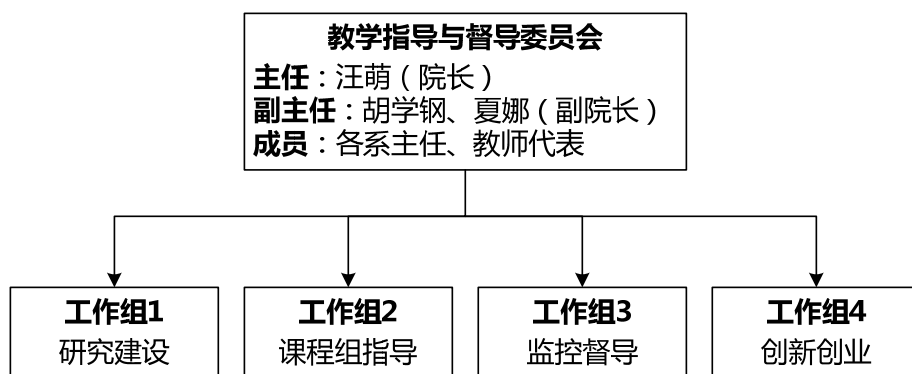 教学指导与督导委员会
主任：汪萌（院长）
副主任：胡学钢、夏娜（副院长）
成员：各系主任、教师代表
工作组1
研究建设
工作组2
课程组指导
工作组3
监控督导
工作组4
创新创业